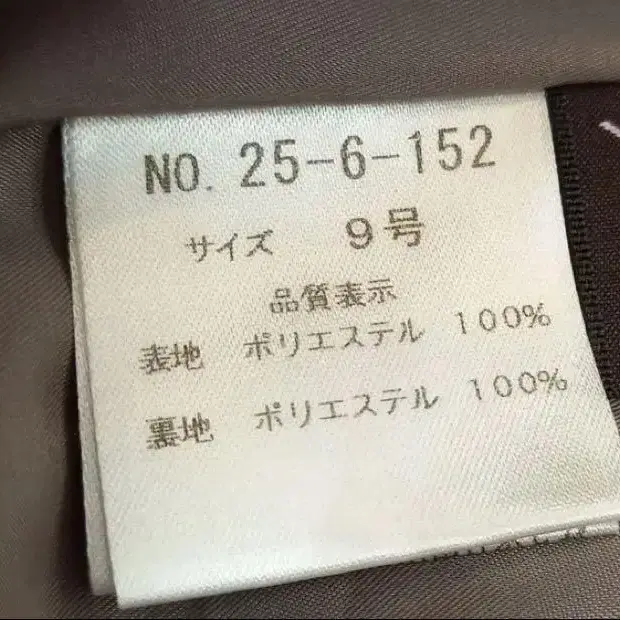 NO. 25-6-152
サイズ 9号
品質表示
表地 ポリエステル 100%
裏地 ポリエステル 100%